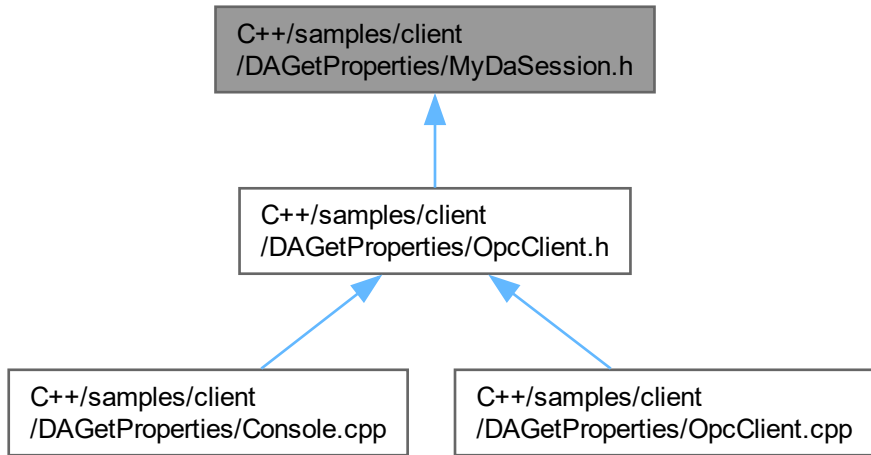 C++/samples/client
/DAGetProperties/MyDaSession.h
C++/samples/client
/DAGetProperties/OpcClient.h
C++/samples/client
/DAGetProperties/Console.cpp
C++/samples/client
/DAGetProperties/OpcClient.cpp